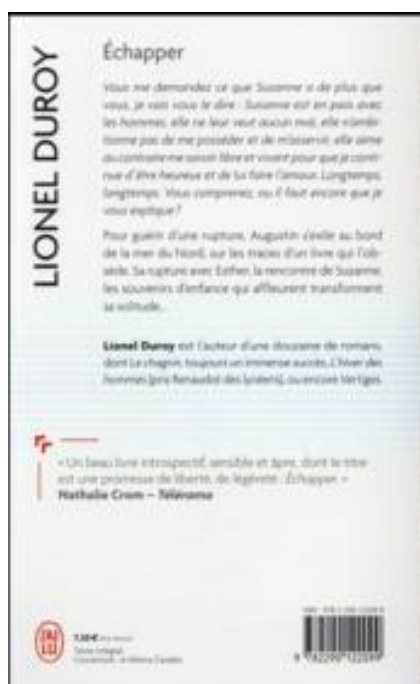 LIONEL DUROY
Échapper
Vous me demandez ce que Suzanne a de plus que
vous, je vais vous le dire : Suzanne est en paix avec
les hommes, elle ne leur veut aucun mal, elle n'ambi-
tionne pas de me posséder et de m'asservir, elle aime
au contraire me savoir libre et vivant pour que je conti-
nue d'être heureux et de lui faire l'amour. Longtemps,
longtemps. Vous comprenez, ou il faut encore que je
vous explique ?
Pour guérir d'une rupture, Augustin s'exile au bord
de la mer du Nord, sur les traces d'un livre qui l'ob-
sède. Sa rupture avec Esther, la rencontre de Suzanne,
les souvenirs d'enfance qui affleurent transforment
sa solitude...
Lionel Duroy est l'auteur d'une douzaine de romans,
dont Le chagrin, toujours un immense succès, L'hiver des
hommes (prix Renaudot des lycéens), ou encore Vertiges.
« Un beau livre introspectif, sensible et âpre, dont le titre
est une promesse de liberté, de légèreté : Échapper. »
Nathalie Crom – Télérama
J'AI LU
Texte intégral
9 782290 122099